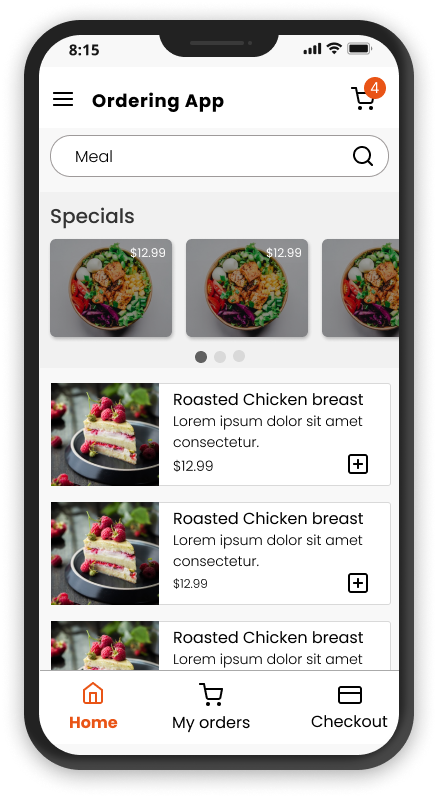 8:15
Ordering App
4
Meal
Specials
$12.99
$12.99
Roasted Chicken breast
Lorem ipsum dolor sit amet
consectetur.
$12.99
Roasted Chicken breast
Lorem ipsum dolor sit amet
consectetur.
$12.99
Roasted Chicken breast
Lorem ipsum dolor sit amet
Home
My orders
Checkout